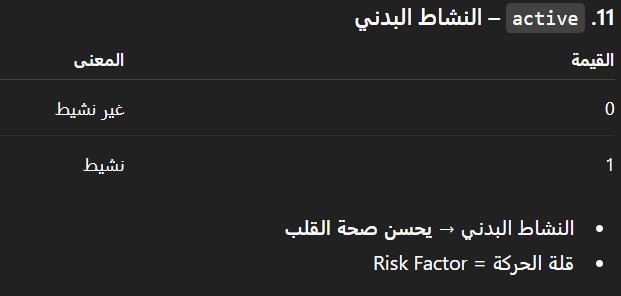 11. active – النشاط البدني
القيمة المعنى
0 غير نشيط
1 نشيط
• النشاط البدني → يحسن صحة القلب
• قلة الحركة = Risk Factor